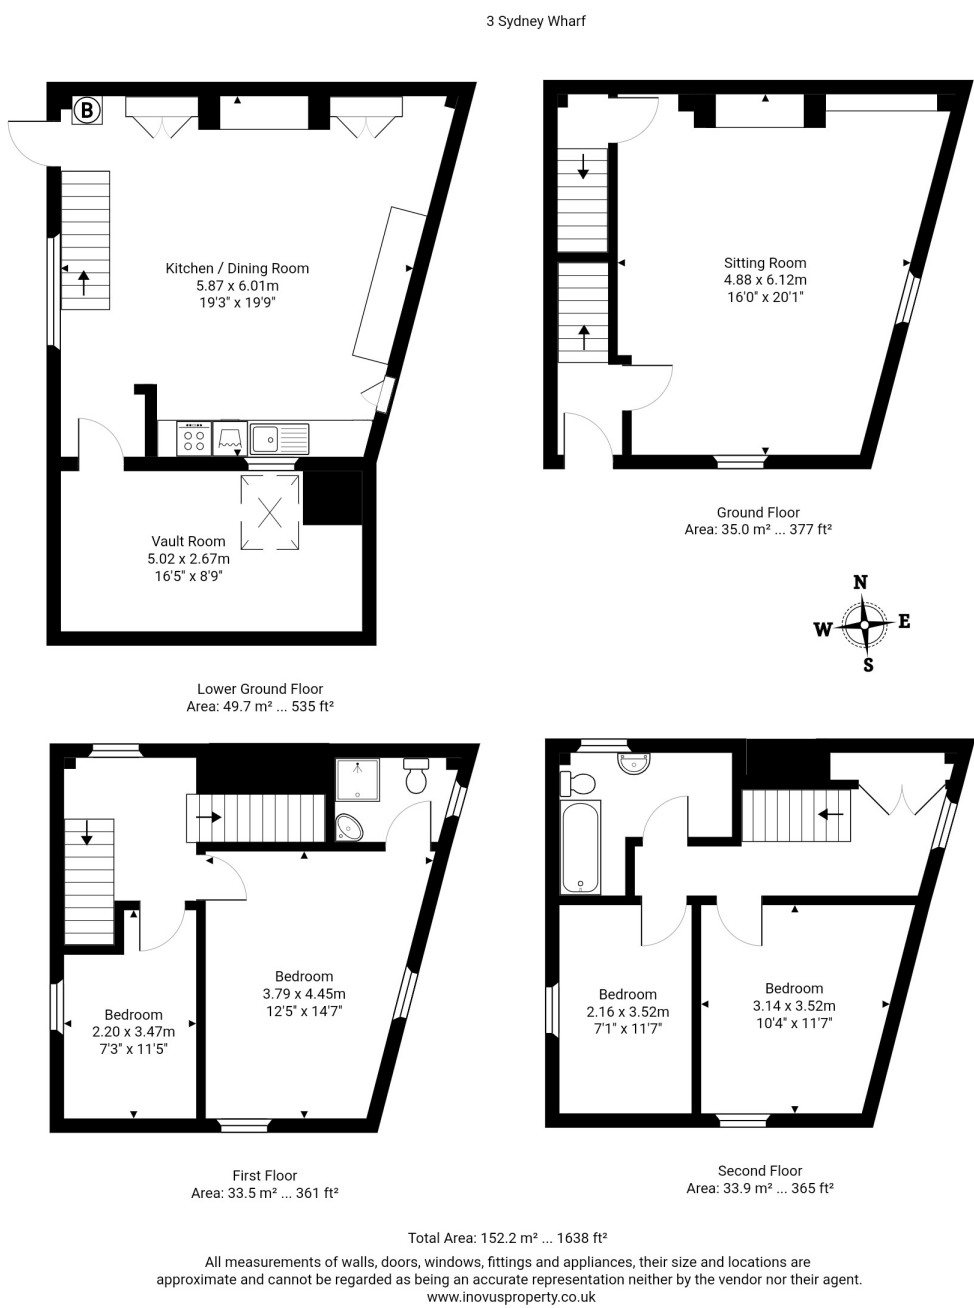 3 Sydney Wharf
B
Kitchen / Dining Room
5.87 x 6.01m
19'3" x 19'9"
Vault Room
5.02 x 2.67m
16'5" x 8'9"
Lower Ground Floor
Area: 49.7 m² ... 535 ft²
Sitting Room
4.88 x 6.12m
16'0" x 20'1"
Ground Floor
Area: 35.0 m² ... 377 ft²
N
W
E
S
Bedroom
3.79 x 4.45m
12'5" x 14'7"
Bedroom
2.20 x 3.47m
7'3" x 11'5"
First Floor
Area: 33.5 m² ... 361 ft²
Bedroom
2.16 x 3.52m
7'1" x 11'7"
Bedroom
3.14 x 3.52m
10'4" x 11'7"
Second Floor
Area: 33.9 m² ... 365 ft²
Total Area: 152.2 m² ... 1638 ft²
All measurements of walls, doors, windows, fittings and appliances, their size and locations are
approximate and cannot be regarded as being an accurate representation neither by the vendor nor their agent.
www.inovusproperty.co.uk